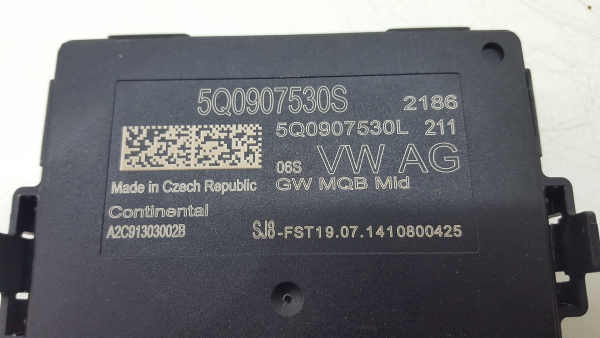 5Q0907530S 2186
5Q0907530L 211
06S VW AG
Made in Czech Republic GW MQB Mid
Continental
A2C91303002B SJ8-FST19.07.1410800425